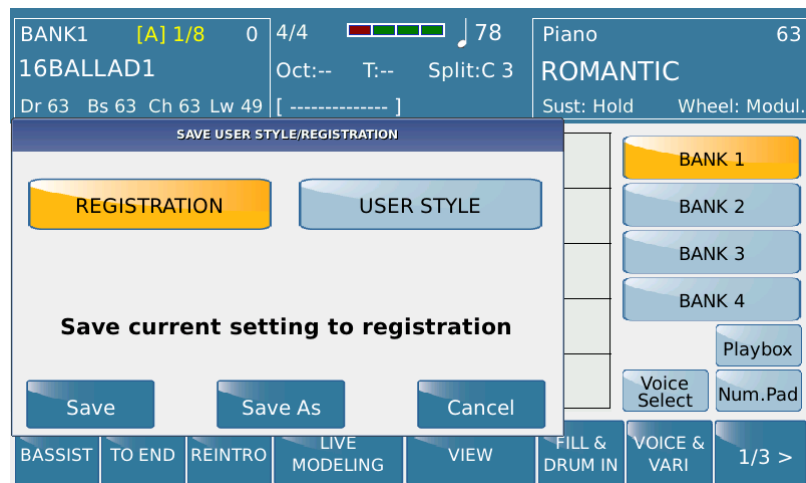 BANK1 [A] 1/8 0 4/4 78 Piano 63
16BALLAD1 Oct:-- T:-- Split:C 3 ROMANTIC
Dr 63 Bs 63 Ch 63 Lw 49 [ -------------- ] Sust: Hold Wheel: Modul.
SAVE USER STYLE/REGISTRATION
REGISTRATION USER STYLE
Save current setting to registration
Save Save As Cancel
BANK 1
BANK 2
BANK 3
BANK 4
Playbox
Voice
Select
Num.Pad
BASSIST TO END REINTRO
LIVE
MODELING
VIEW
FILL &
DRUM IN
VOICE &
VARI
1/3 >